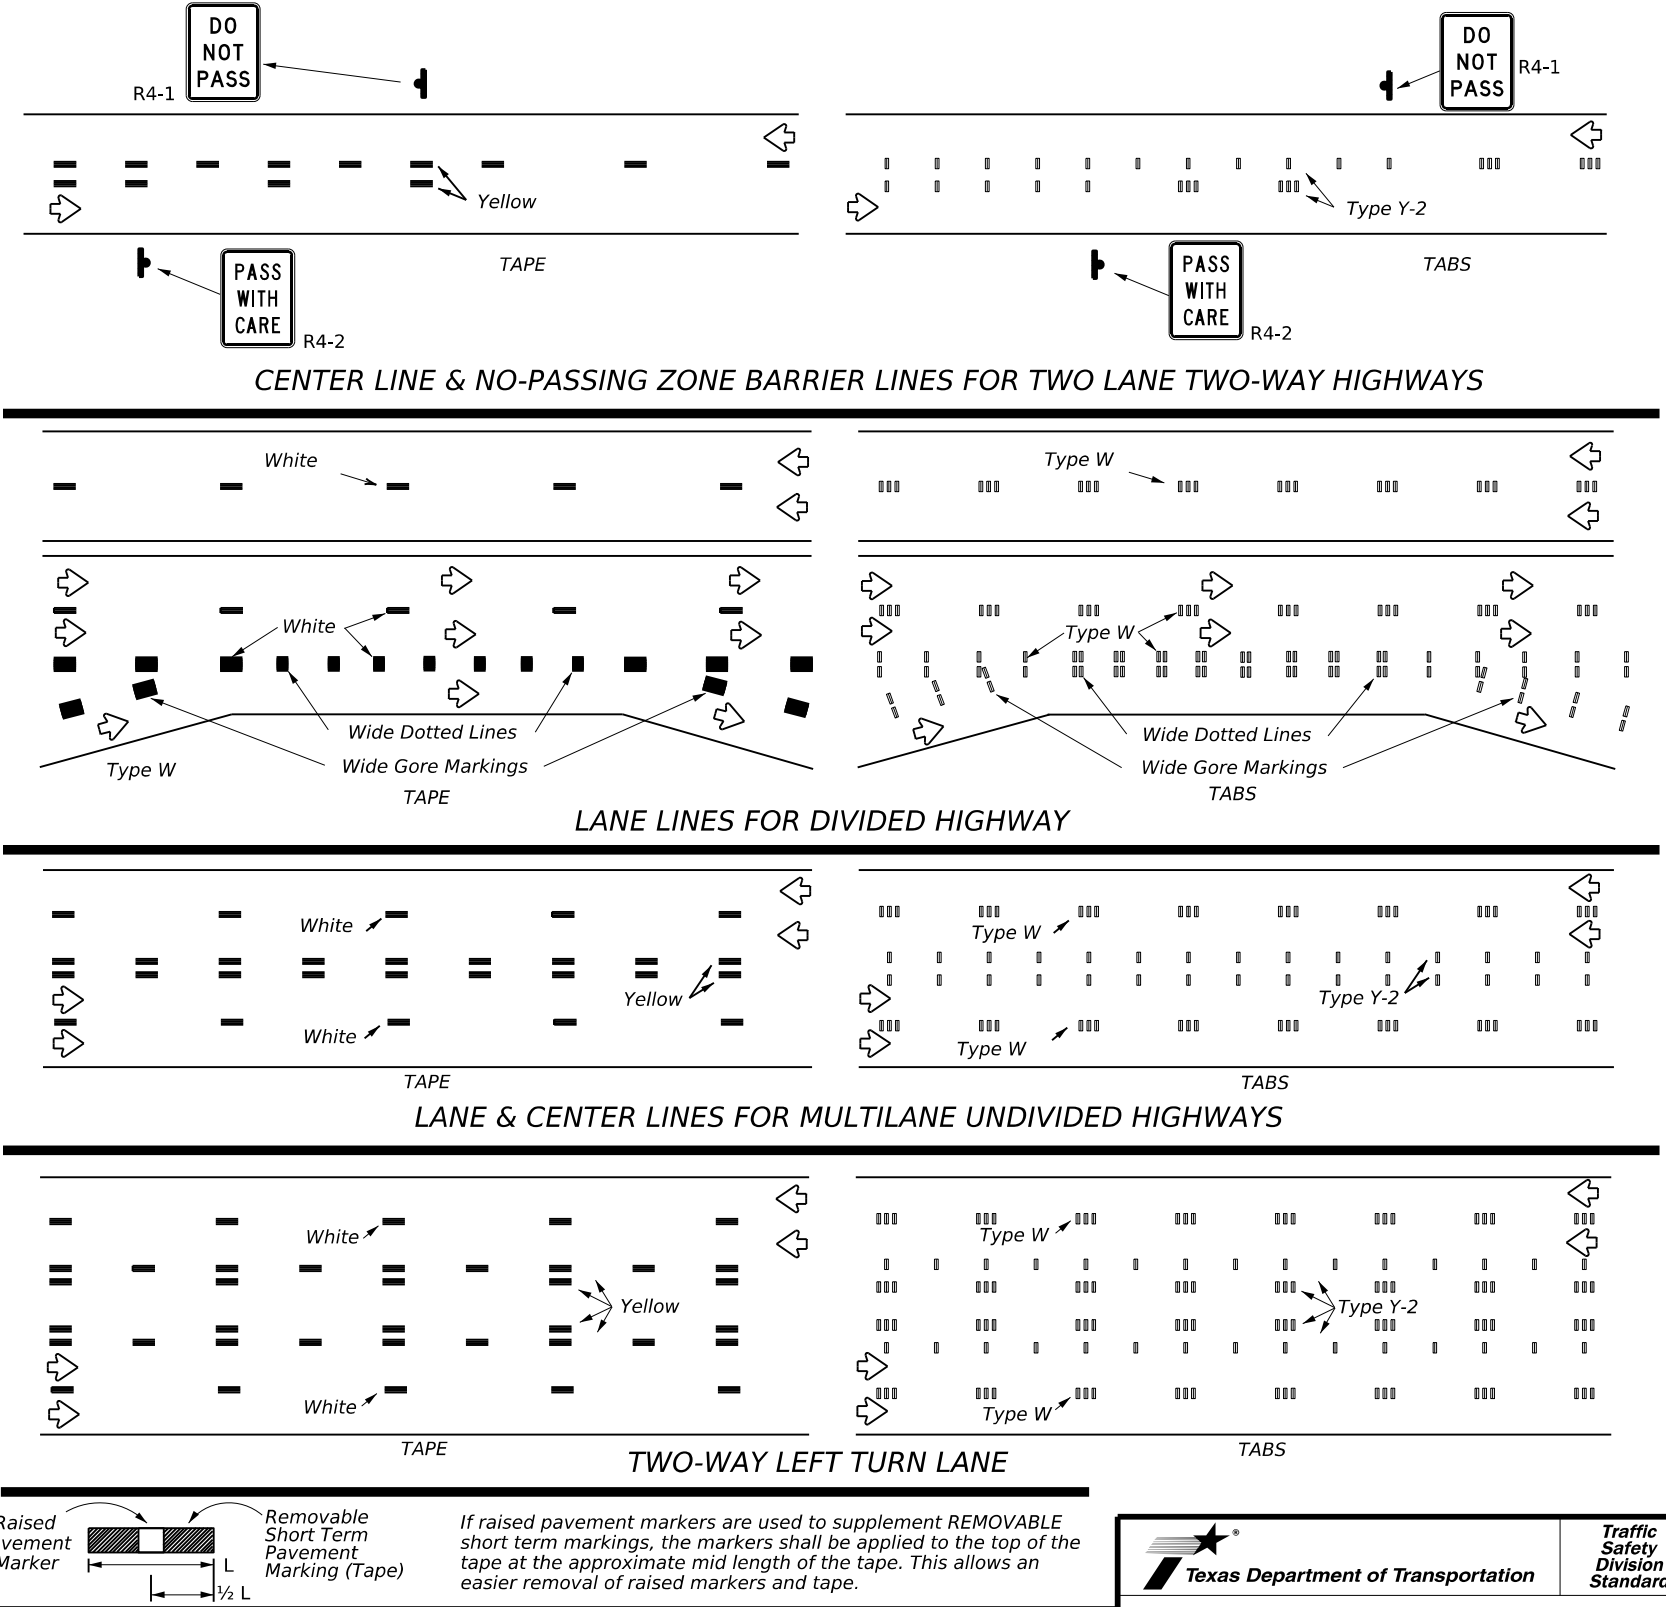 DO
NOT
PASS
R4-1
DO
NOT
PASS
R4-1
Yellow
Type Y-2
PASS
WITH
CARE
R4-2
TAPE
PASS
WITH
CARE
R4-2
TABS
CENTER LINE & NO-PASSING ZONE BARRIER LINES FOR TWO LANE TWO-WAY HIGHWAYS
White
Type W
White
Type W
Wide Dotted Lines
Wide Gore Markings
Type W
TAPE
Wide Dotted Lines
Wide Gore Markings
TABS
LANE LINES FOR DIVIDED HIGHWAY
White
Yellow
White
TAPE
Type W
Type Y-2
Type W
TABS
LANE & CENTER LINES FOR MULTILANE UNDIVIDED HIGHWAYS
White
Yellow
White
TAPE
Type W
Type Y-2
Type W
TABS
TWO-WAY LEFT TURN LANE
Raised
vement
Marker
L
½ L
Removable
Short Term
Pavement
Marking (Tape)
If raised pavement markers are used to supplement REMOVABLE
short term markings, the markers shall be applied to the top of the
tape at the approximate mid length of the tape. This allows an
easier removal of raised markers and tape.
®
Texas Department of Transportation
Traffic
Safety
Division
Standard